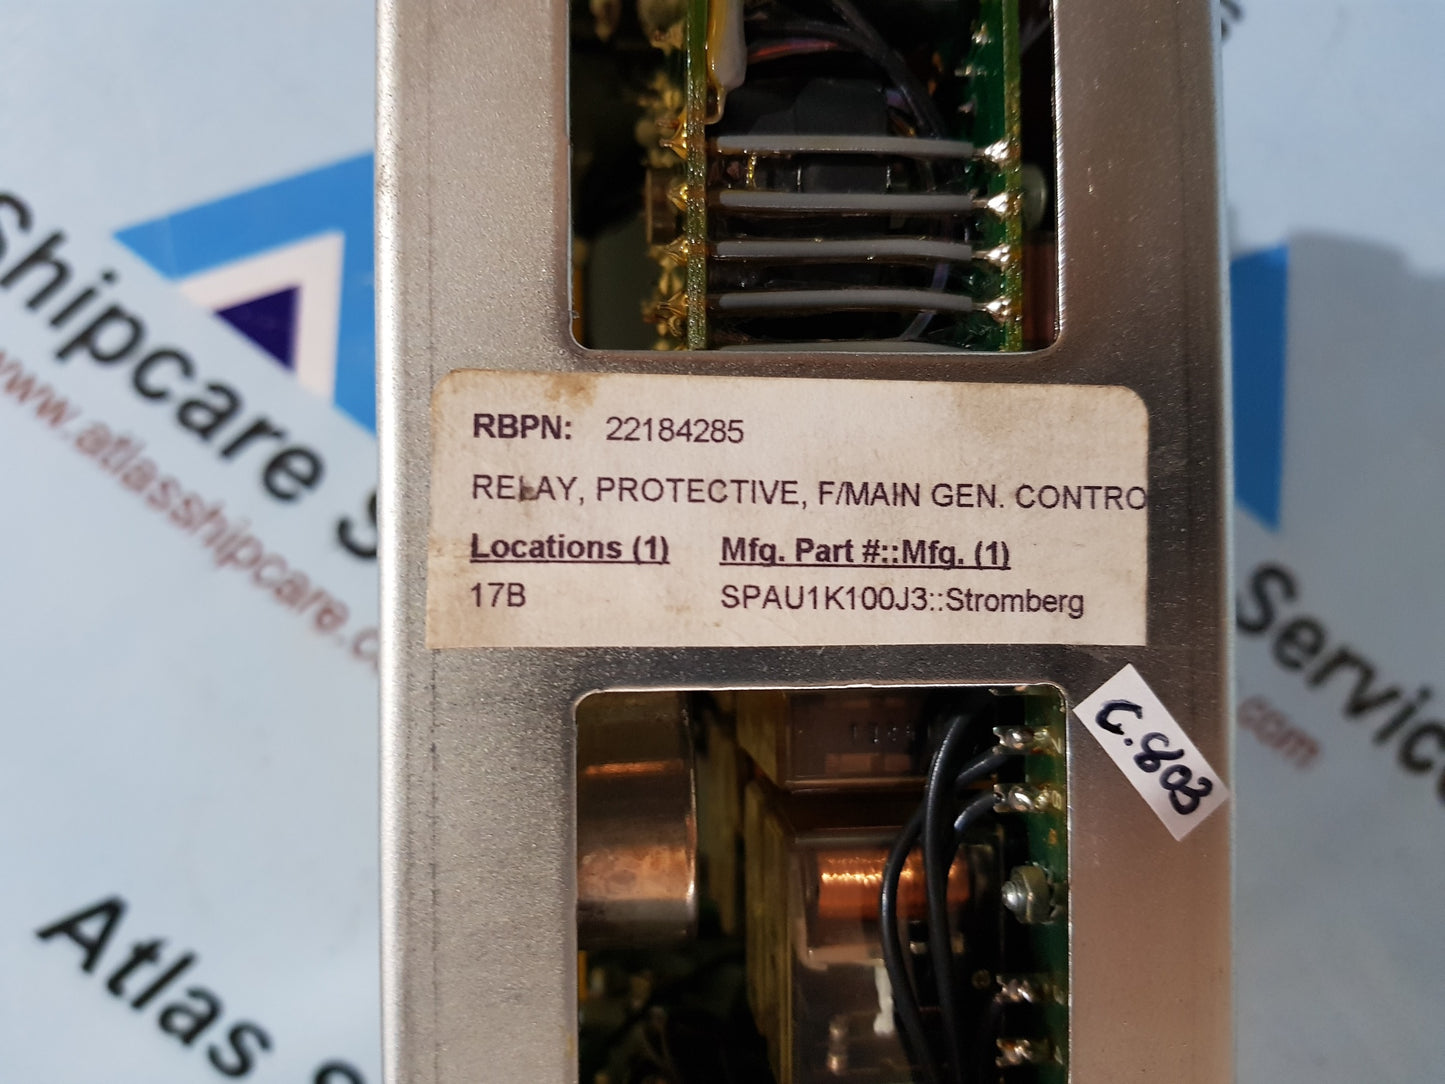 Shipcare
www.atlasshipcare.c
RBPN: 22184285
RELAY, PROTECTIVE, F/MAIN GEN. CONTRO
Locations (1) Mfg. Part #::Mfg. (1)
17B SPAU1K100J3::Stromberg
C.803
Service
.com
Atlas S